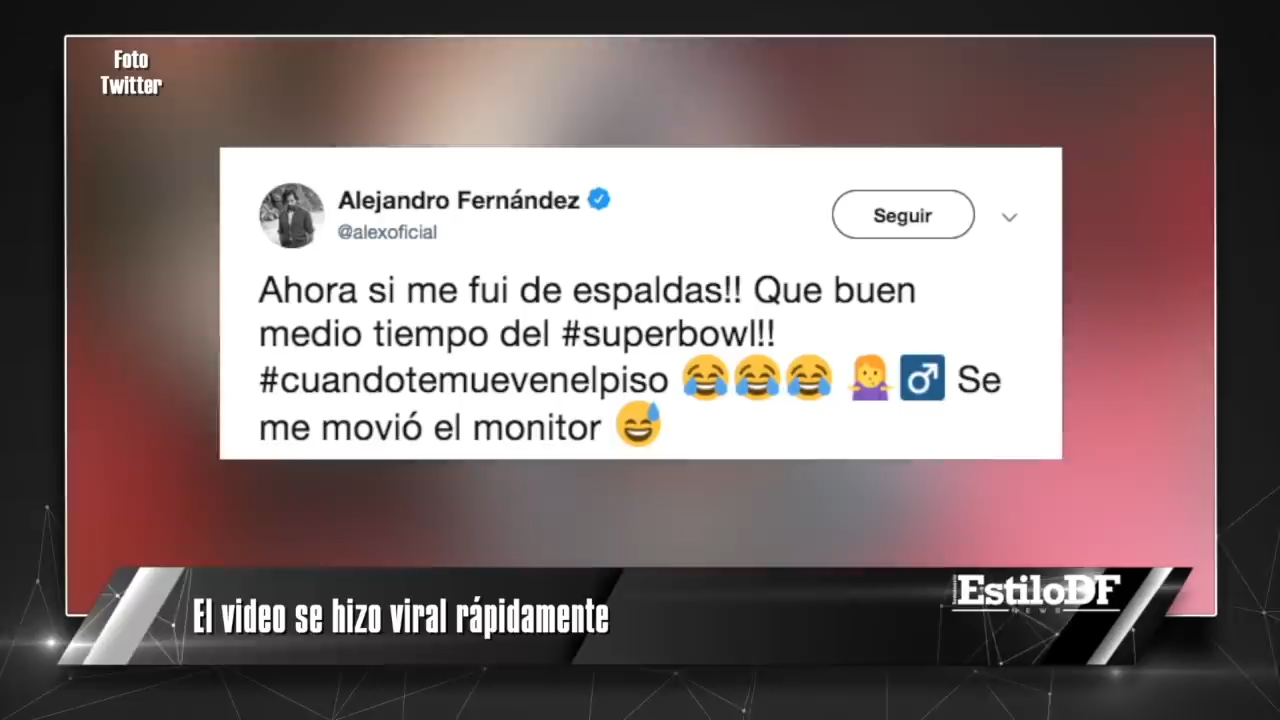 Foto
Twitter
Alejandro Fernández
@alexoficial
Seguir
Ahora si me fui de espaldas!! Que buen
medio tiempo del #superbowl!!
#cuandotemuevenelpiso 😂😂😂 🤷‍♀️♂️ Se
me movió el monitor 😅
El video se hizo viral rápidamente
EstiloDF
NEWS